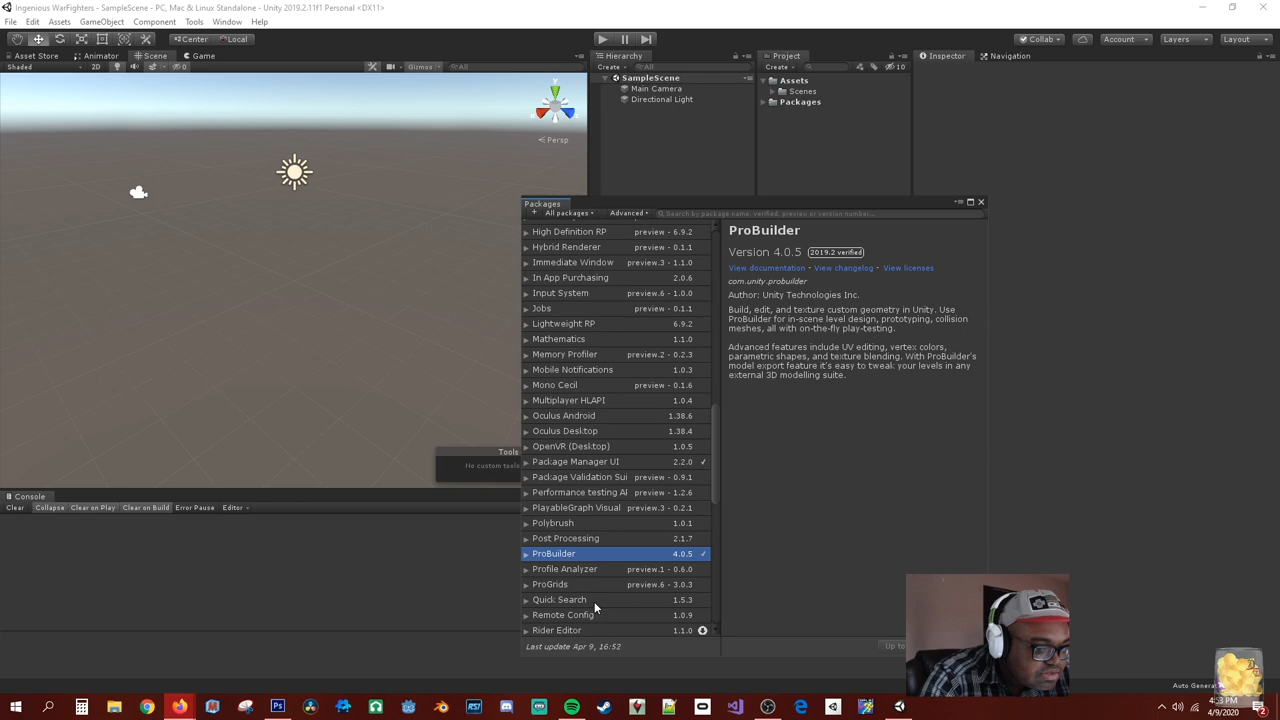 Ingenious WarFighters - SampleScene - PC, Mac & Linux Standalone - Unity 2019.2.11f1 Personal <DX11>
File Edit Assets GameObject Component Tools Window Help
Center Local
Collab Account Layers Layout
Asset Store Animator Scene Game
Hierarchy Project Inspector Navigation
Shaded 2D 0 Gizmos All
Create All
Create 10
SampleScene
Main Camera
Directional Light
Assets
Scenes
Packages
y
Persp
Packages
All packages Advanced Search by package name, verified, preview or version number...
High Definition RP preview - 6.9.2
Hybrid Renderer preview - 0.1.1
Immediate Window preview.3 - 1.1.0
In App Purchasing 2.0.6
Input System preview.6 - 1.0.0
Jobs preview - 0.1.1
Lightweight RP 6.9.2
Mathematics 1.1.0
Memory Profiler preview.2 - 0.2.3
Mobile Notifications 1.0.3
Mono Cecil preview - 0.1.6
Multiplayer HLAPI 1.0.4
Oculus Android 1.38.6
Oculus Desktop 1.38.4
OpenVR (Desktop) 1.0.5
Package Manager UI 2.2.0 ✓
Package Validation Sui preview - 0.9.1
Performance testing AP preview - 1.2.6
PlayableGraph Visual preview.3 - 0.2.1
Polybrush 1.0.1
Post Processing 2.1.7
ProBuilder 4.0.5 ✓
Profile Analyzer preview.1 - 0.6.0
ProGrids preview.6 - 3.0.3
Quick Search 1.5.3
Remote Config 1.0.9
Rider Editor 1.1.0
Last update Apr 9, 16:52
ProBuilder
Version 4.0.5 2019.2 verified
View documentation - View changelog - View licenses
com.unity.probuilder
Author: Unity Technologies Inc.
Build, edit, and texture custom geometry in Unity. Use
ProBuilder for in-scene level design, prototyping, collision
meshes, all with on-the-fly play-testing.
Advanced features include UV editing, vertex colors,
parametric shapes, and texture blending. With ProBuilder's
model export feature it's easy to tweak your levels in any
external 3D modelling suite.
Up to
Tools
No custom tools
Console
Clear Collapse Clear on Play Clear on Build Error Pause Editor
Auto Genera
4:53 PM
4/9/2020
2